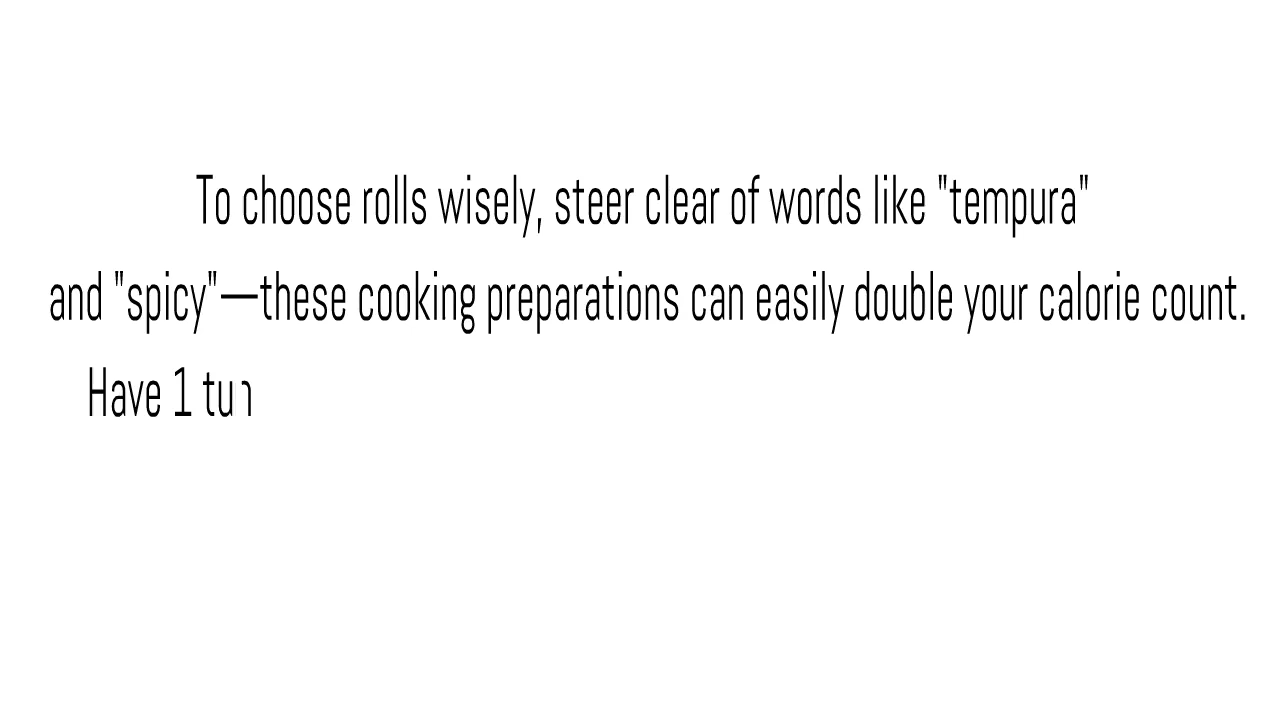 To choose rolls wisely, steer clear of words like "tempura"
and "spicy"—these cooking preparations can easily double your calorie count.
Have 1